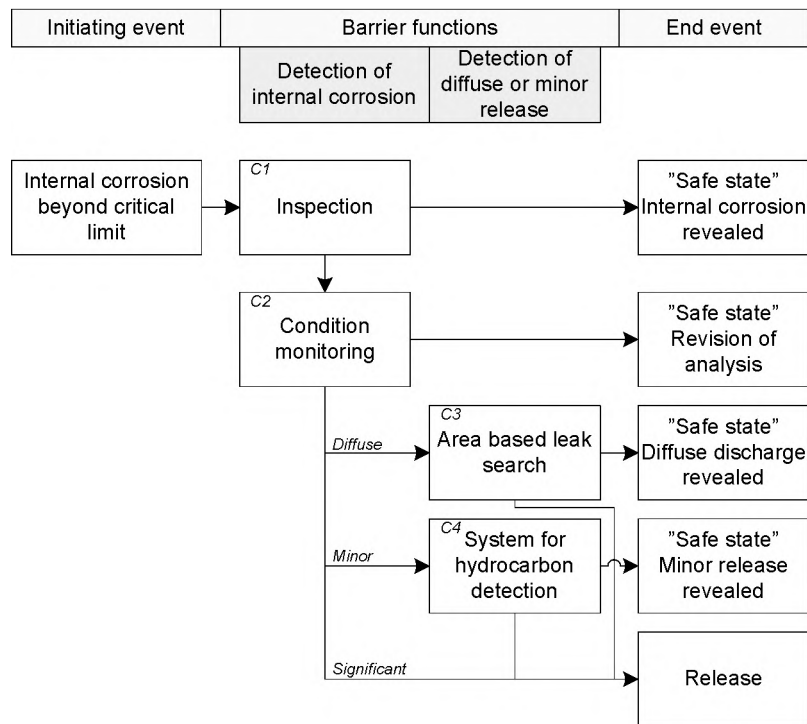 Initiating event
Barrier functions
End event
Detection of
internal corrosion
Detection of
diffuse or minor
release
Internal corrosion
beyond critical
limit
C1
Inspection
"Safe state"
Internal corrosion
revealed
C2
Condition
monitoring
"Safe state"
Revision of
analysis
Diffuse
C3
Area based leak
search
"Safe state"
Diffuse discharge
revealed
Minor
C4
System for
hydrocarbon
detection
"Safe state"
Minor release
revealed
Significant
Release